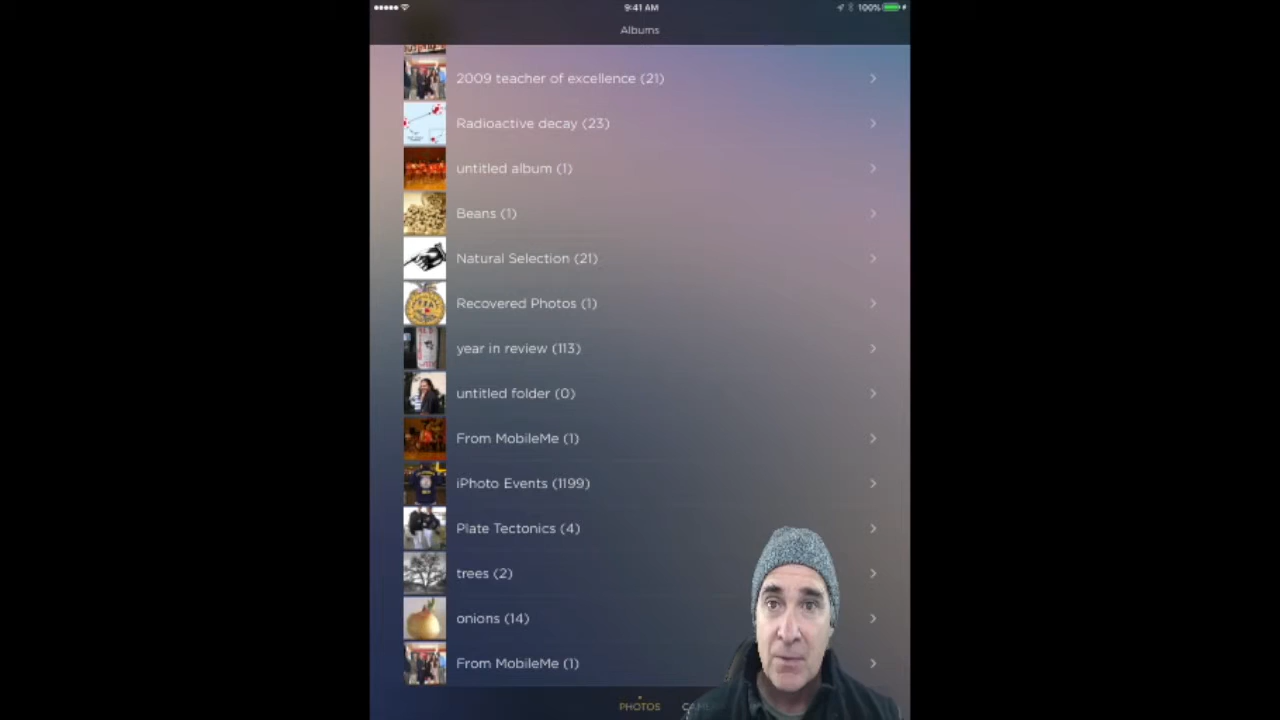 9:41 AM
100%
Albums
2009 teacher of excellence (21)
Radioactive decay (23)
untitled album (1)
Beans (1)
Natural Selection (21)
Recovered Photos (1)
year in review (113)
untitled folder (0)
From MobileMe (1)
iPhoto Events (1199)
Plate Tectonics (4)
trees (2)
onions (14)
From MobileMe (1)
PHOTOS